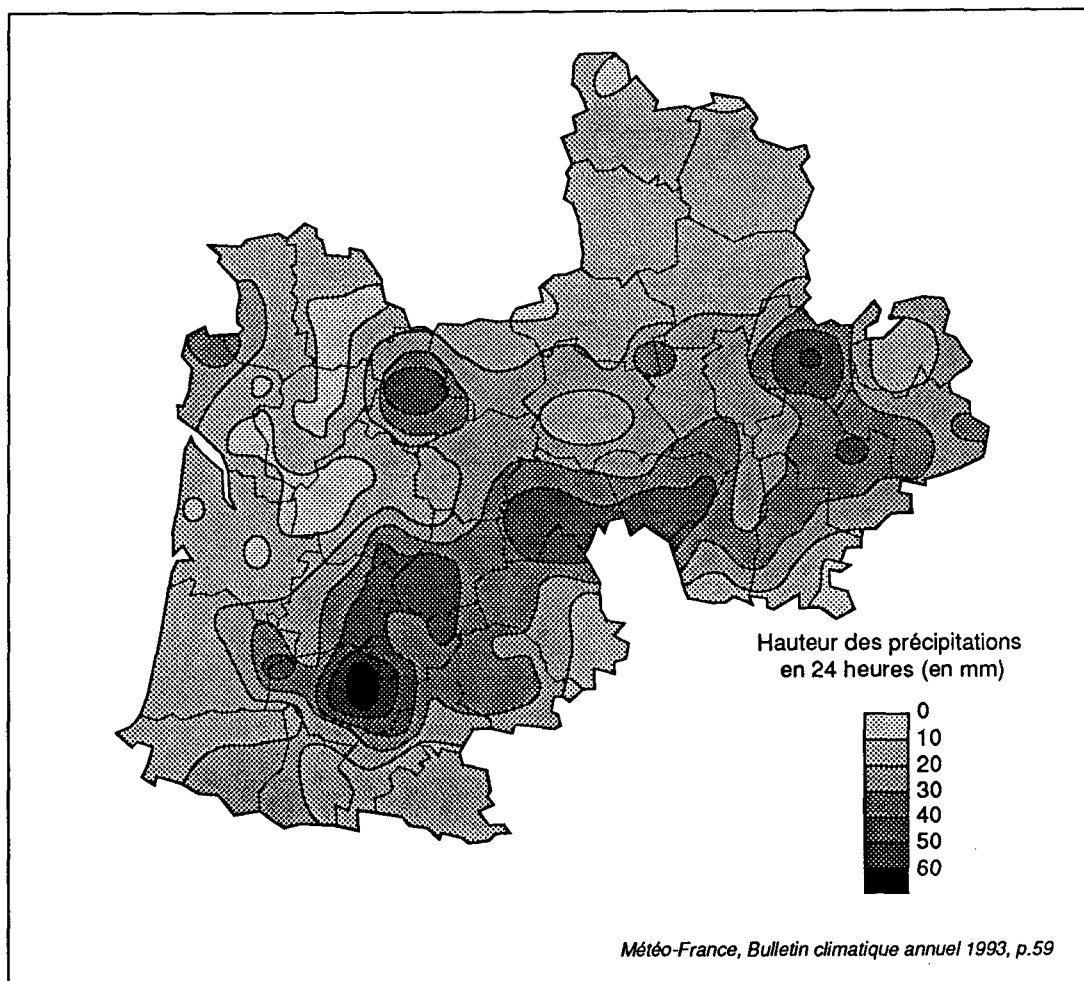 Hauteur des précipitations
en 24 heures (en mm)
0
10
20
30
40
50
60
Météo-France, Bulletin climatique annuel 1993, p.59